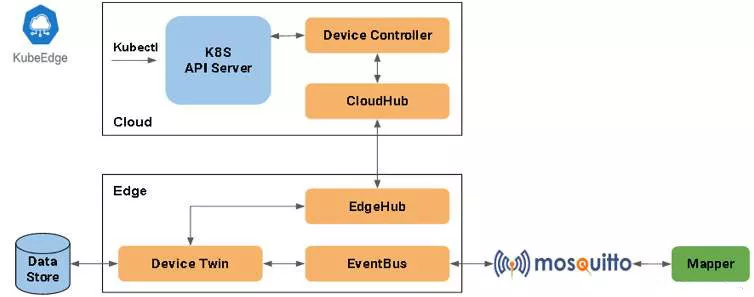 KubeEdge
Kubectl
K8S
API Server
Device Controller
CloudHub
Cloud
Edge
EdgeHub
Data
Store
Device Twin
EventBus
mosquitto
Mapper